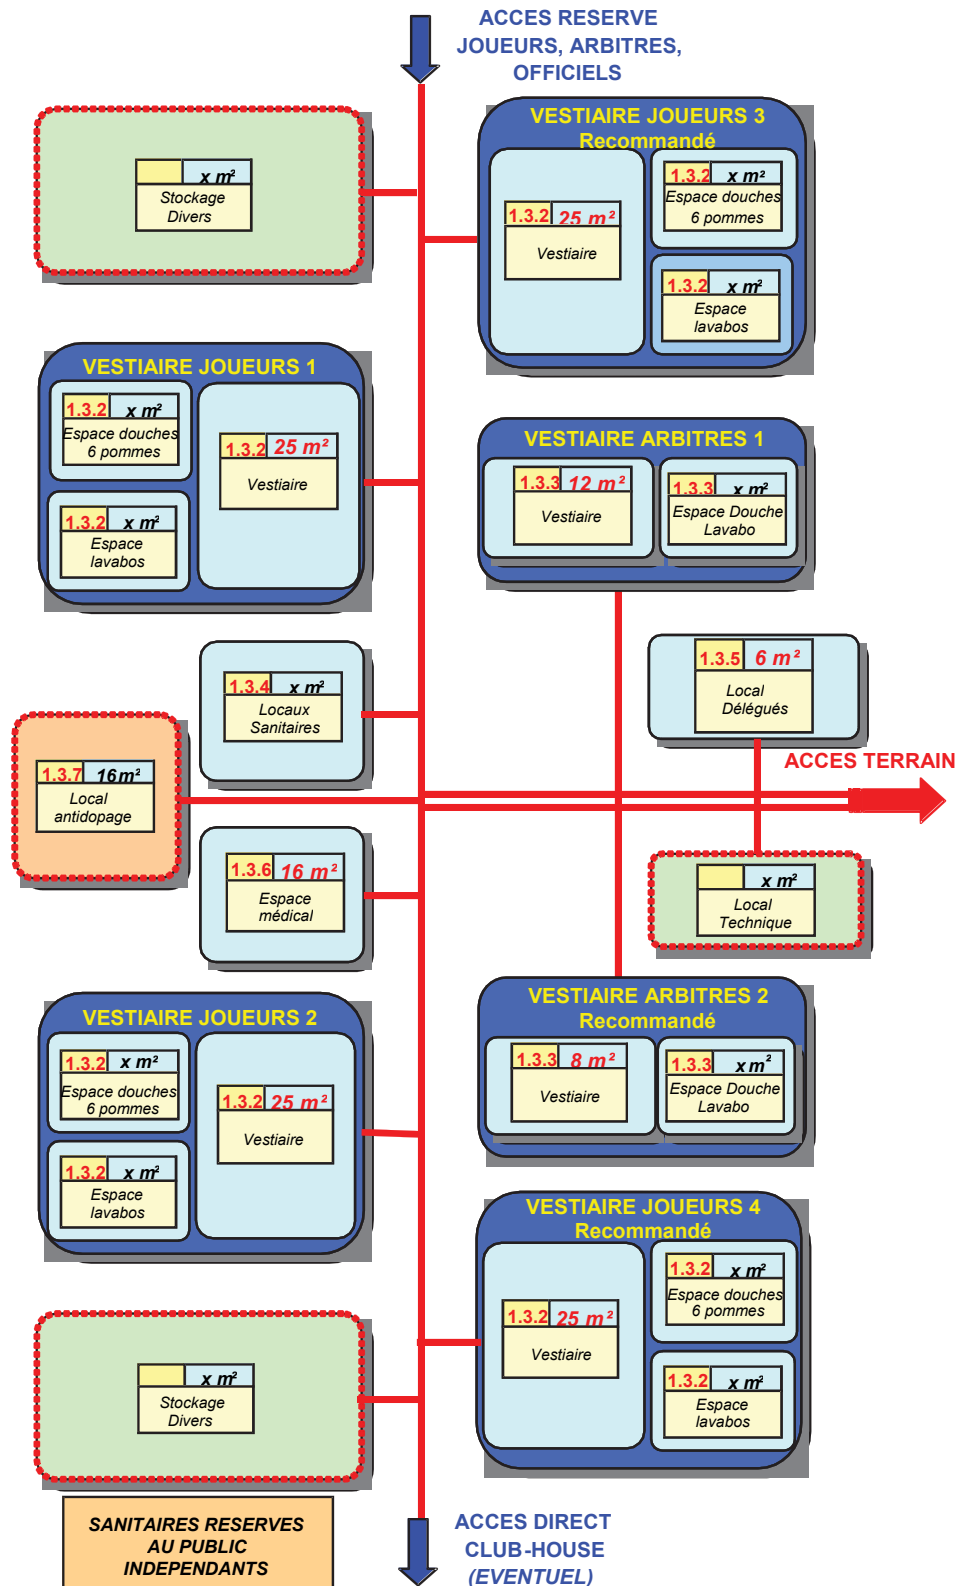 ACCES RESERVE
JOUEURS, ARBITRES,
OFFICIELS
x m²
Stockage
Divers
VESTIAIRE JOUEURS 3
Recommandé
1.3.2 25 m²
Vestiaire
1.3.2 x m²
Espace douches
6 pommes
1.3.2 x m²
Espace
lavabos
VESTIAIRE JOUEURS 1
1.3.2 x m²
Espace douches
6 pommes
1.3.2 x m²
Espace
lavabos
1.3.2 25 m²
Vestiaire
VESTIAIRE ARBITRES 1
1.3.3 12 m²
Vestiaire
1.3.3 x m²
Espace Douche
Lavabo
1.3.4 x m²
Locaux
Sanitaires
1.3.5 6 m²
Local
Délégués
ACCES TERRAIN
1.3.7 16 m²
Local
antidopage
1.3.6 16 m²
Espace
médical
x m²
Local
Technique
VESTIAIRE JOUEURS 2
1.3.2 x m²
Espace douches
6 pommes
1.3.2 x m²
Espace
lavabos
1.3.2 25 m²
Vestiaire
VESTIAIRE ARBITRES 2
Recommandé
1.3.3 8 m²
Vestiaire
1.3.3 x m²
Espace Douche
Lavabo
VESTIAIRE JOUEURS 4
Recommandé
1.3.2 25 m²
Vestiaire
1.3.2 x m²
Espace douches
6 pommes
1.3.2 x m²
Espace
lavabos
x m²
Stockage
Divers
SANITAIRES RESERVES
AU PUBLIC
INDEPENDANTS
ACCES DIRECT
CLUB-HOUSE
(EVENTUEL)